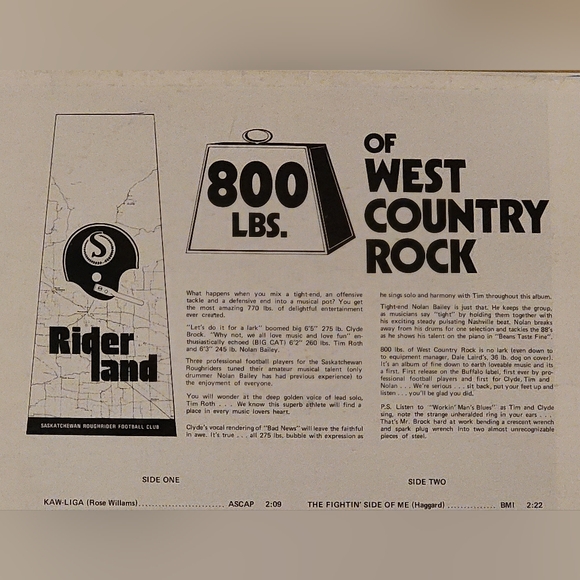 S
Rider
land
SASKATCHEWAN ROUGHRIDER FOOTBALL CLUB
800
LBS.
OF
WEST
COUNTRY
ROCK
What happens when you mix a tight-end, an offensive
tackle and a defensive end into a musical pot? You get
the most amazing 770 lbs. of delightful entertainment
ever created.
"Let's do it for a lark" boomed big 6'5" 275 lb. Clyde
Brock. "Why not, we all love music and love fun" en-
thusiastically echoed (BIG CAT) 6'2" 260 lbs. Tim Roth
and 6'3" 245 lb. Nolan Bailey.
Three professional football players for the Saskatchewan
Roughriders tuned their amateur musical talent (only
drummer Nolan Bailey has had previous experience) to
the enjoyment of everyone.
You will wonder at the deep golden voice of lead solo,
Tim Roth . . . We know this superb athlete will find a
place in every music lovers heart.
Clyde's vocal rendering of "Bad News" will leave the faithful
in awe. It's true . . . all 275 lbs, bubble with expression as
he sings solo and harmony with Tim throughout this album.
Tight-end Nolan Bailey is just that. He keeps the group,
as musicians say "tight" by holding them together with
his exciting steady pulsating Nashville beat. Nolan breaks
away from his drums for one selection and tackles the 88's
as he shows his talent on the piano in "Beans Taste Fine".
800 lbs. of West Country Rock is no lark (even down to
to equipment manager, Dale Laird's, 36 lb. dog on cover).
It's an album of fine down to earth loveable music and its
a first. First release on the Buffalo label, first ever by pro-
fessional football players and first for Clyde, Tim and
Nolan . . . We're serious . . . sit back, put your feet up and
listen . . . you'll be glad you did.
P.S. Listen to "Workin' Man's Blues" as Tim and Clyde
sing, note the strange unheralded ring in your ears . . .
That's Mr. Brock hard at work bending a crescent wrench
and spark plug wrench into two almost unrecognizable
pieces of steel.
SIDE ONE
KAW-LIGA (Rose Willams)........................ ASCAP 2:09
SIDE TWO
THE FIGHTIN' SIDE OF ME (Haggard) .............. BMI 2:22